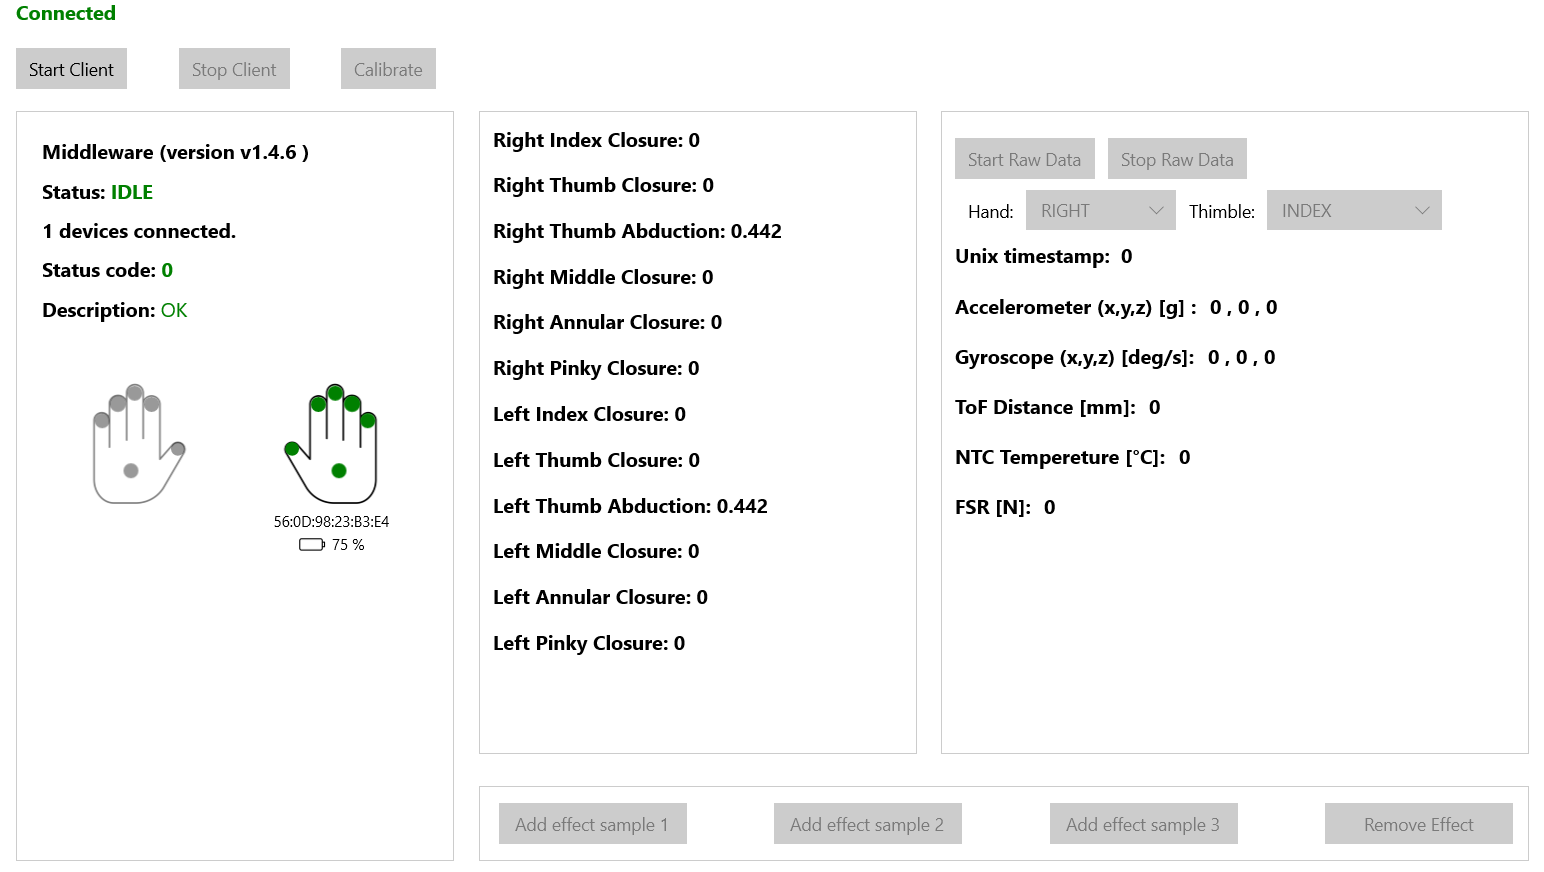 Connected
Start Client
Stop Client
Calibrate
Middleware (version v1.4.6 )
Status: IDLE
1 devices connected.
Status code: 0
Description: OK
56:0D:98:23:B3:E4
75 %
Right Index Closure: 0
Right Thumb Closure: 0
Right Thumb Abduction: 0.442
Right Middle Closure: 0
Right Annular Closure: 0
Right Pinky Closure: 0
Left Index Closure: 0
Left Thumb Closure: 0
Left Thumb Abduction: 0.442
Left Middle Closure: 0
Left Annular Closure: 0
Left Pinky Closure: 0
Start Raw Data
Stop Raw Data
Hand: RIGHT
Thimble: INDEX
Unix timestamp: 0
Accelerometer (x,y,z) [g] : 0 , 0 , 0
Gyroscope (x,y,z) [deg/s]: 0 , 0 , 0
ToF Distance [mm]: 0
NTC Tempereture [°C]: 0
FSR [N]: 0
Add effect sample 1
Add effect sample 2
Add effect sample 3
Remove Effect